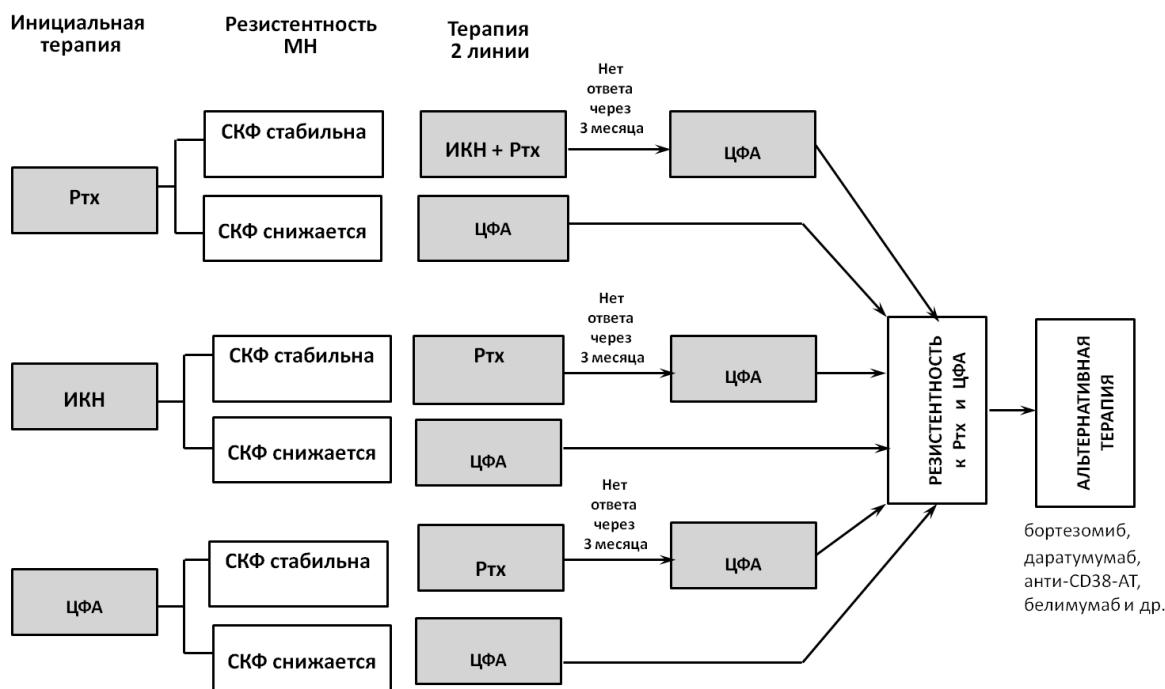 Инициальная
терапия
Резистентность
МН
Терапия
2 линии
Нет
ответа
через
3 месяца
СКФ стабильна
ИКН + Ртх
ЦФА
Ртх
СКФ снижается
ЦФА
Нет
ответа
через
3 месяца
СКФ стабильна
Ртх
ЦФА
ИКН
СКФ снижается
ЦФА
Нет
ответа
через
3 месяца
СКФ стабильна
Ртх
ЦФА
ЦФА
СКФ снижается
ЦФА
РЕЗИСТЕНТНОСТЬ
к Ртх и ЦФА
АЛЬТЕРНАТИВНАЯ
ТЕРАПИЯ
бортезомиб,
даратумумаб,
анти-CD38-АТ,
белимумаб и др.